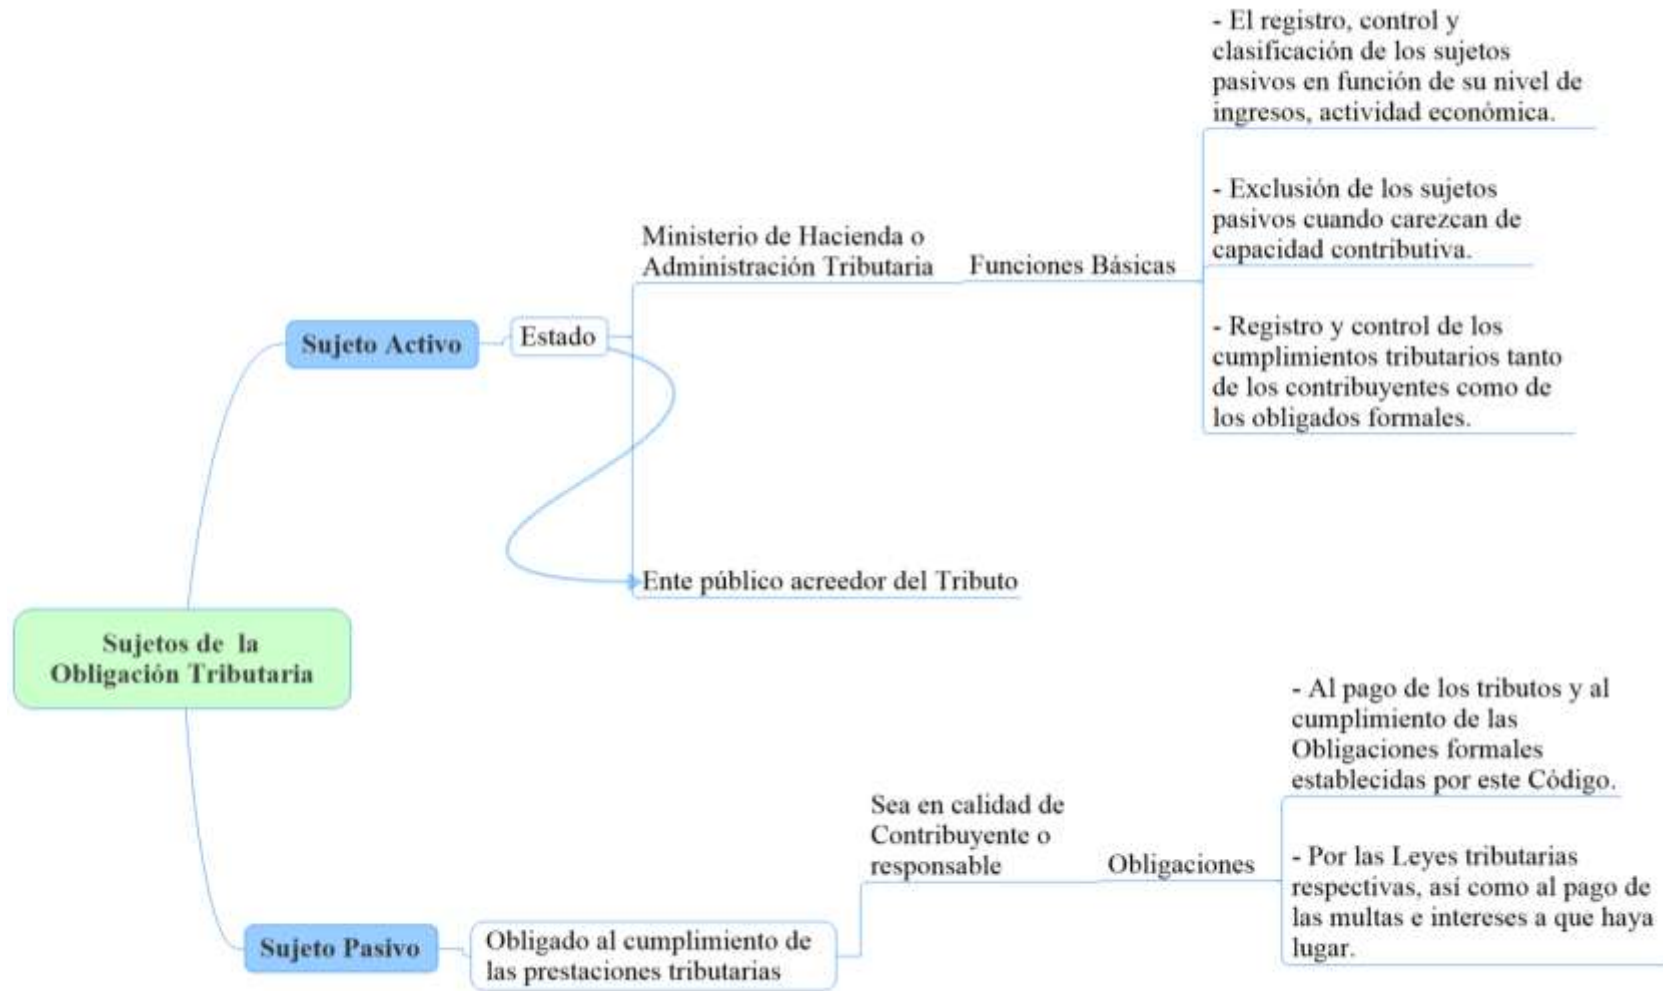 Sujetos de la
Obligación Tributaria
Sujeto Activo
Estado
Ministerio de Hacienda o
Administración Tributaria
Funciones Básicas
- El registro, control y
clasificación de los sujetos
pasivos en función de su nivel de
ingresos, actividad económica.
- Exclusión de los sujetos
pasivos cuando carezcan de
capacidad contributiva.
- Registro y control de los
cumplimientos tributarios tanto
de los contribuyentes como de
los obligados formales.
Ente público acreedor del Tributo
Sujeto Pasivo
Obligado al cumplimiento de
las prestaciones tributarias
Sea en calidad de
Contribuyente o
responsable
Obligaciones
- Al pago de los tributos y al
cumplimiento de las
Obligaciones formales
establecidas por este Código.
- Por las Leyes tributarias
respectivas, así como al pago de
las multas e intereses a que haya
lugar.